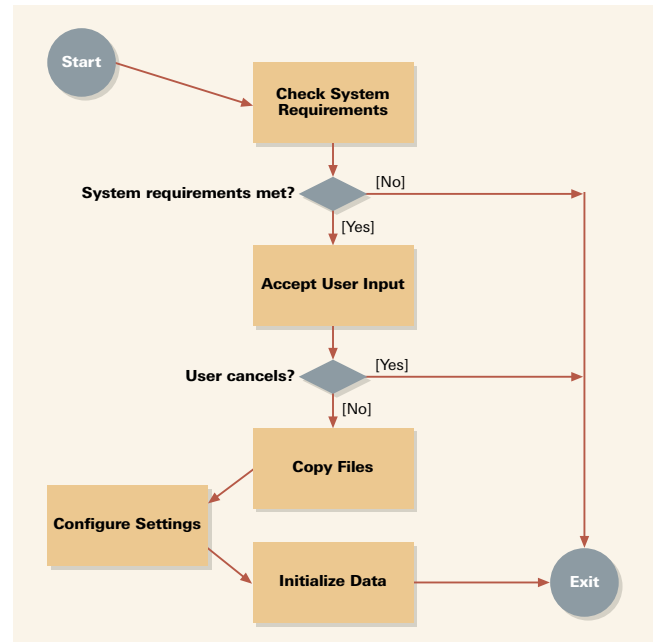 Start
Check System
Requirements
System requirements met?
[No]
[Yes]
Accept User Input
User cancels?
[Yes]
[No]
Copy Files
Configure Settings
Initialize Data
Exit